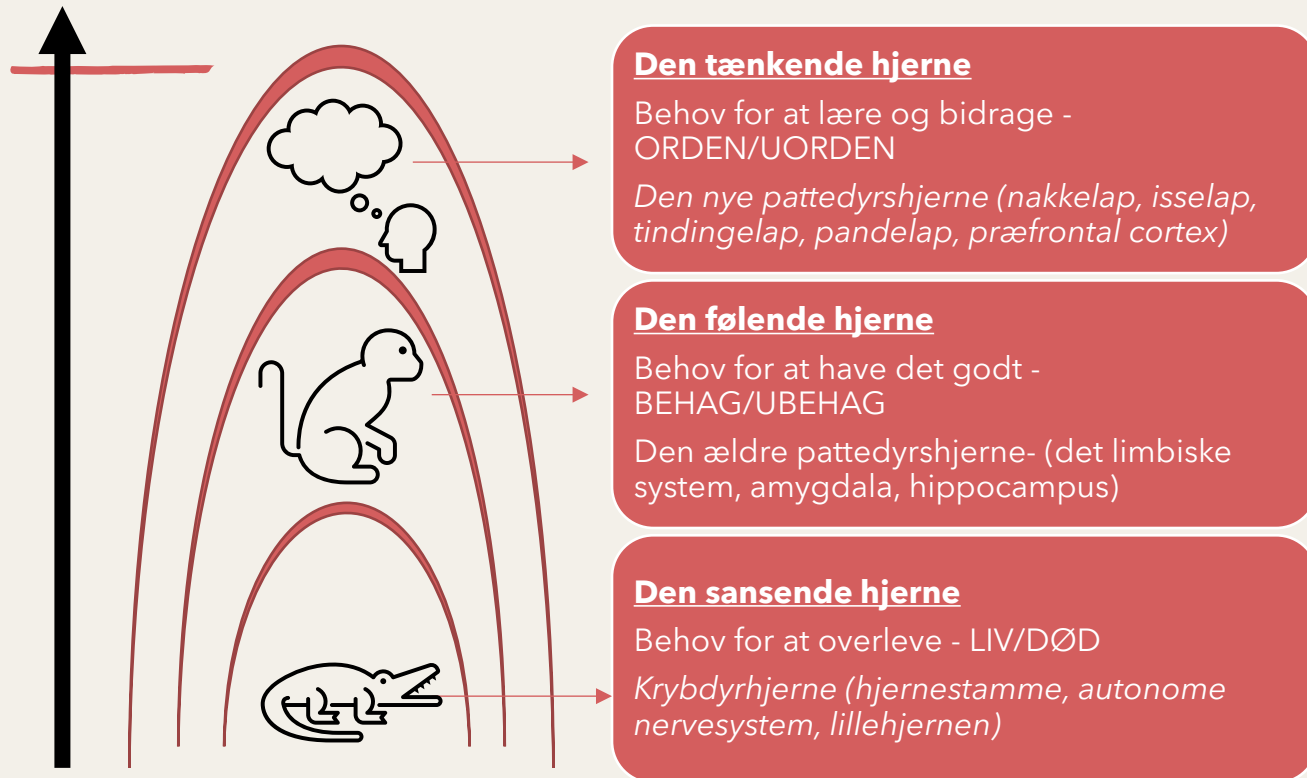 Den tænkende hjerne
Behov for at lære og bidrage -
ORDEN/UORDEN
Den nye pattedyrshjerne (nakkelap, isselap,
tindingelap, pandelap, præfrontal cortex)
Den følende hjerne
Behov for at have det godt -
BEHAG/UBEHAG
Den ældre pattedyrshjerne- (det limbiske
system, amygdala, hippocampus)
Den sansende hjerne
Behov for at overleve - LIV/DØD
Krybdyrhjerne (hjernestamme, autonome
nervesystem, lillehjernen)